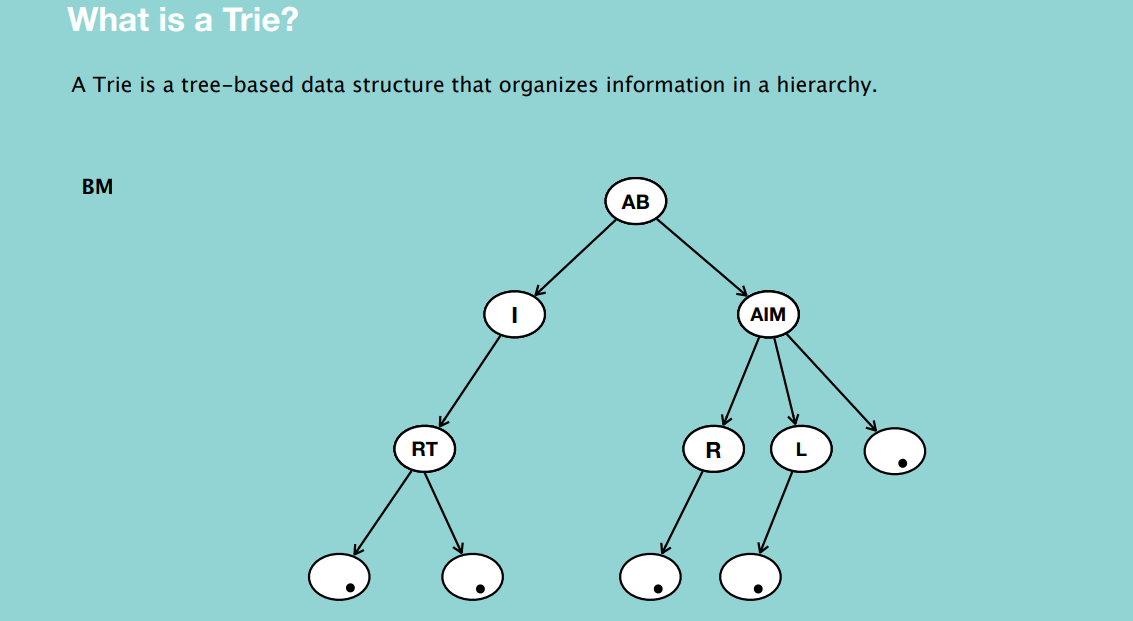 What is a Trie?
A Trie is a tree-based data structure that organizes information in a hierarchy.
BM
AB
I
AIM
RT
R
L
.
.
.
.
.